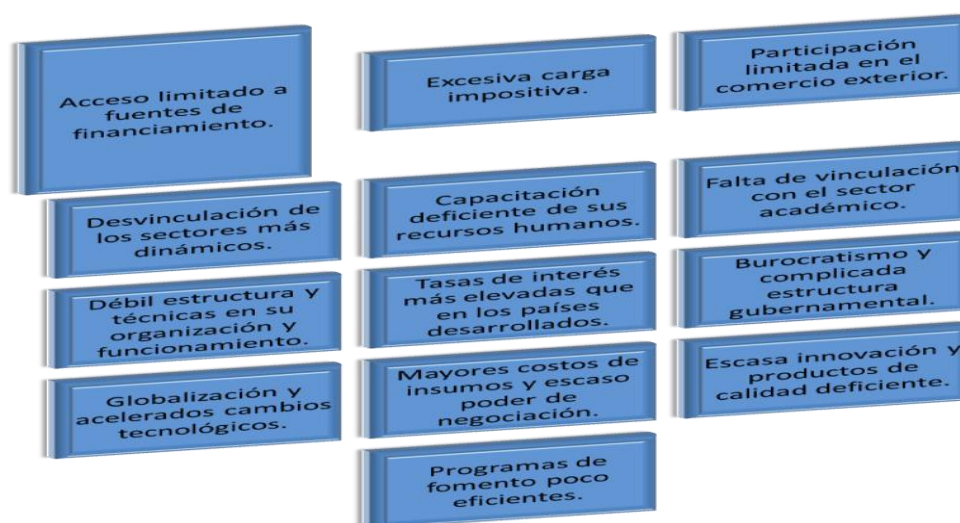 Acceso limitado a
fuentes de
financiamiento.
Excesiva carga
impositiva.
Participación
limitada en el
comercio exterior.
Desvinculación de
los sectores más
dinámicos.
Capacitación
deficiente de sus
recursos humanos.
Falta de vinculación
con el sector
académico.
Débil estructura y
técnicas en su
organización y
funcionamiento.
Tasas de interés
más elevadas que
en los países
desarrollados.
Burocratismo y
complicada
estructura
gubernamental.
Globalización y
acelerados cambios
tecnológicos.
Mayores costos de
insumos y escaso
poder de
negociación.
Escasa innovación y
productos de
calidad deficiente.
Programas de
fomento poco
eficientes.